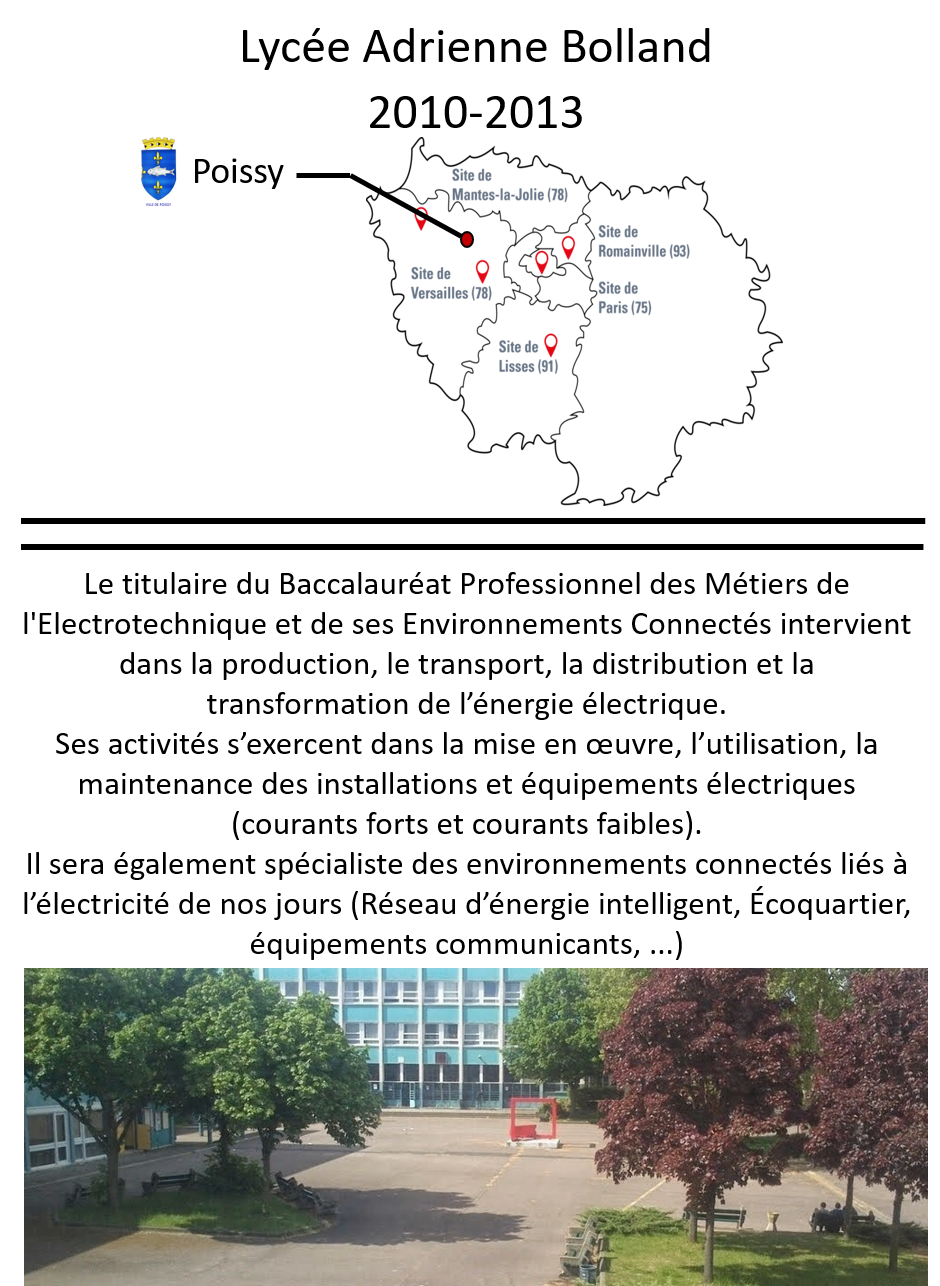 Lycée Adrienne Bolland
2010-2013
Poissy
VILLE DE POISSY
Site de
Mantes-la-Jolie (78)
Site de
Romainville (93)
Site de
Versailles (78)
Site de
Paris (75)
Site de
Lisses (91)
Le titulaire du Baccalauréat Professionnel des Métiers de
l'Electrotechnique et de ses Environnements Connectés intervient
dans la production, le transport, la distribution et la
transformation de l’énergie électrique.
Ses activités s’exercent dans la mise en œuvre, l’utilisation, la
maintenance des installations et équipements électriques
(courants forts et courants faibles).
Il sera également spécialiste des environnements connectés liés à
l’électricité de nos jours (Réseau d’énergie intelligent, Écoquartier,
équipements communicants, ...)